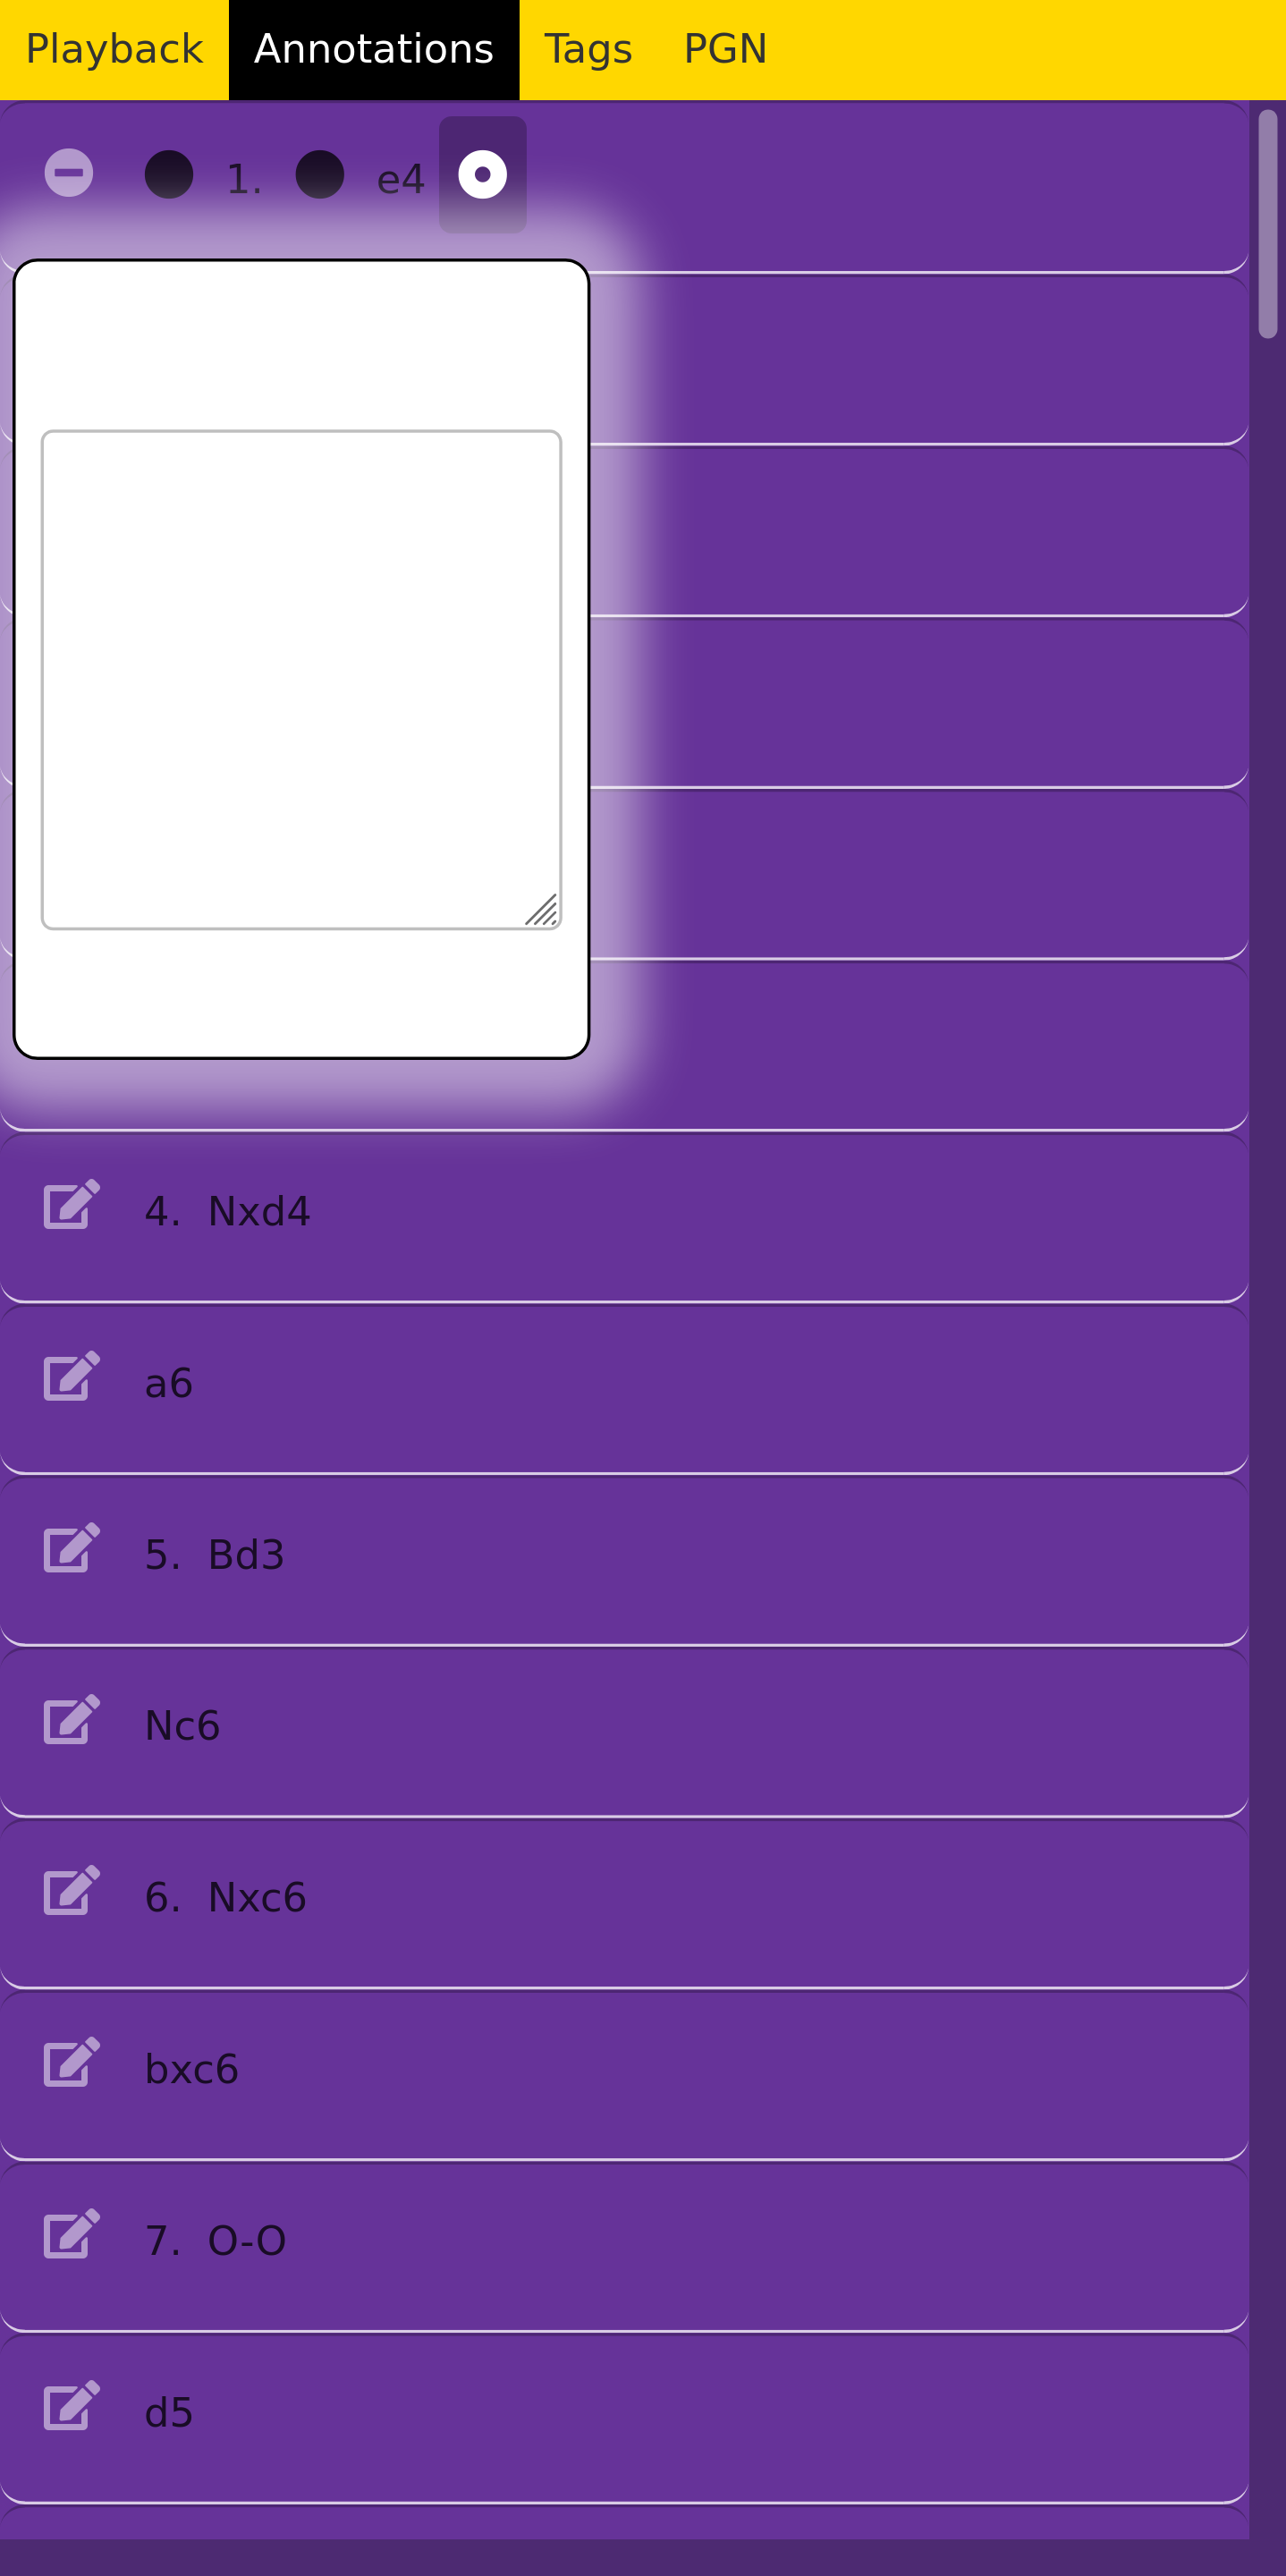 Playback Annotations Tags PGN
1. e4
4. Nxd4
a6
5. Bd3
Nc6
6. Nxc6
bxc6
7. O-O
d5